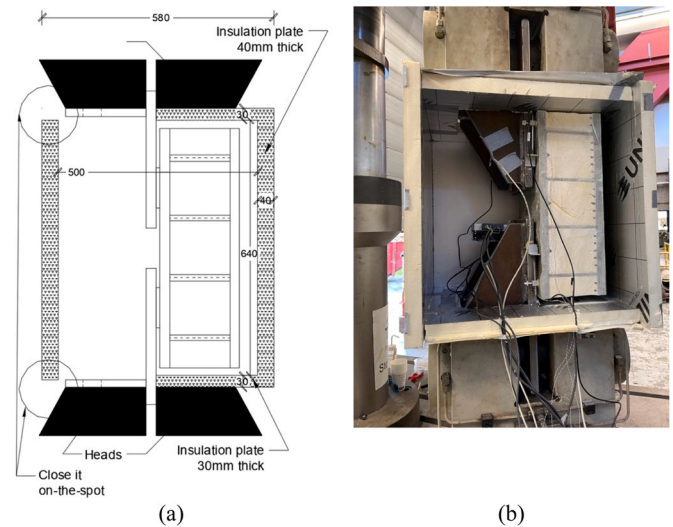 580
Insulation plate
40mm thick
30
500
40
640
30
Heads
Insulation plate
30mm thick
Close it
on-the-spot
UN
(a)
(b)